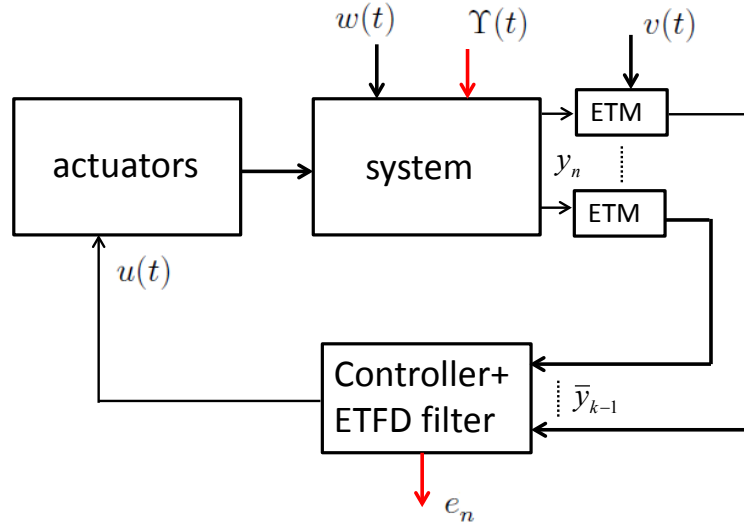 w(t)
Υ(t)
v(t)
actuators
system
ETM
y_n
ETM
u(t)
Controller+
ETFD filter
ȳ_{k−1}
e_n